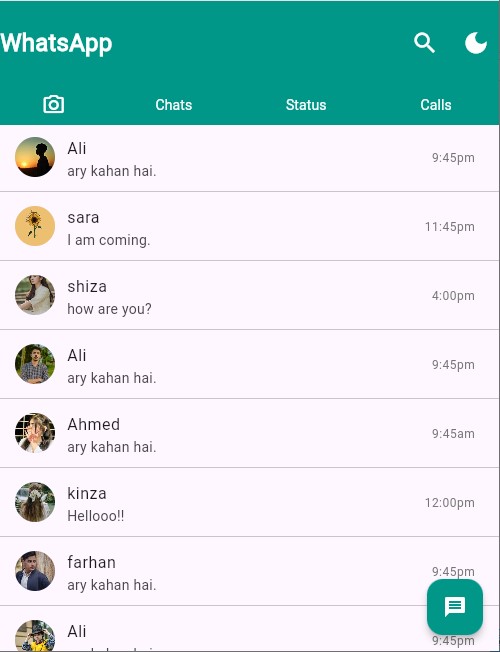 WhatsApp
Chats Status Calls
Ali
9:45pm
ary kahan hai.
sara
11:45pm
I am coming.
shiza
4:00pm
how are you?
Ali
9:45pm
ary kahan hai.
Ahmed
9:45am
ary kahan hai.
kinza
12:00pm
Hellooo!!
farhan
9:45pm
ary kahan hai.
Ali
9:45pm